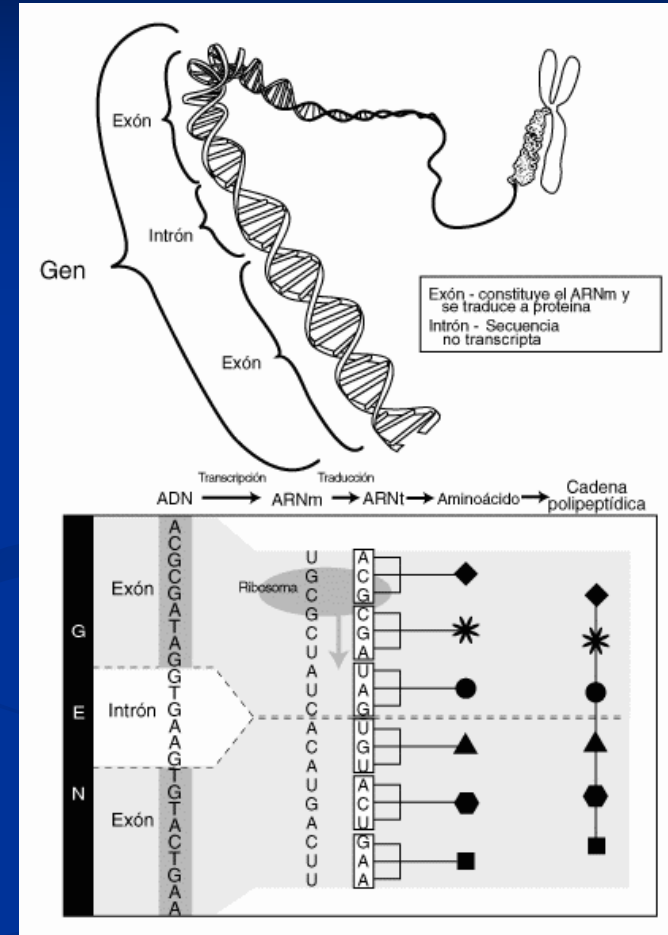 Exón
Intrón
Gen
Exón
Exón - constituye el ARNm y
se traduce a proteína
Intrón - Secuencia
no transcripta
Transcripción
Traducción
ADN
ARNm
ARNt
Aminoácido
Cadena
polipeptídica
G
E
N
Exón
Intrón
Exón
A
C
G
C
G
A
T
A
G
G
T
G
A
A
G
T
G
T
A
C
T
G
A
A
Ribosoma
U
G
C
G
C
U
A
U
C
A
C
A
U
G
A
C
U
U
A
C
G
C
G
A
U
A
G
U
G
U
A
C
U
G
A
A